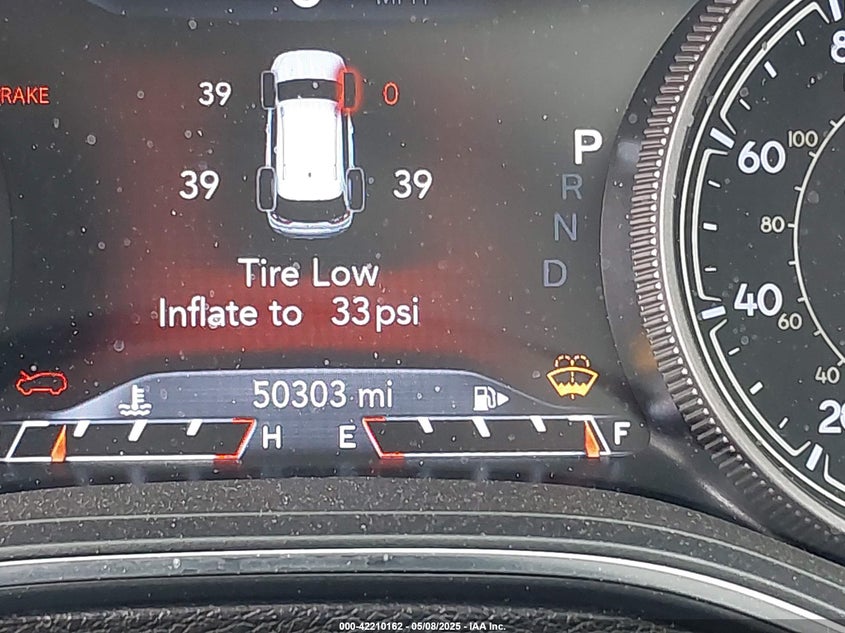 RAKE
39
0
39
39
Tire Low
Inflate to 33psi
P
R
N
D
50303 mi
H
E
F
60
40
100
80
60
40
000-42210162 - 05/08/2025 - IAA Inc.